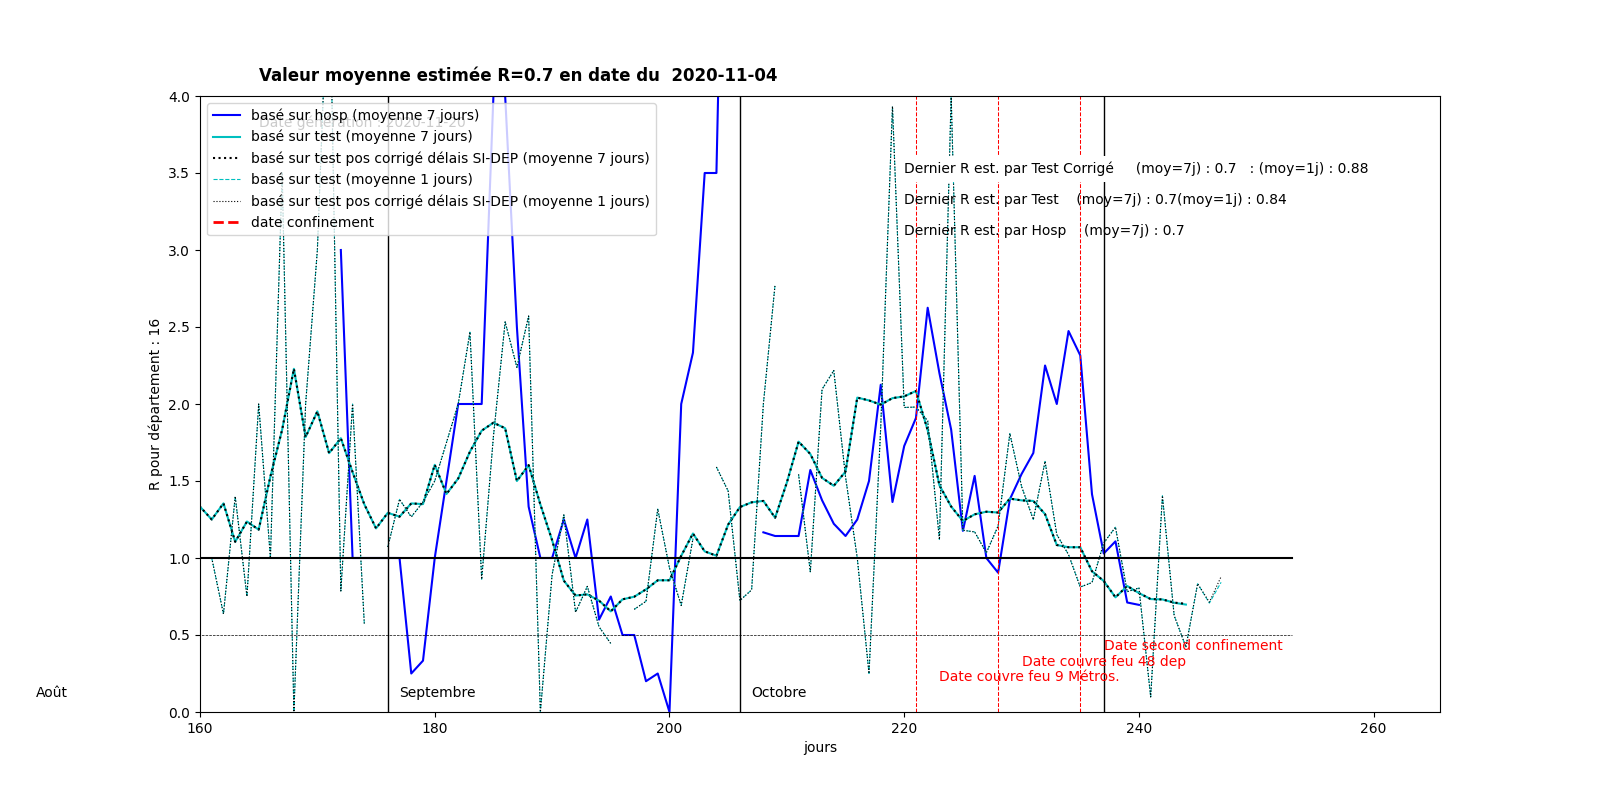 Valeur moyenne estimée R=0.7 en date du  2020-11-04
Date génération : 2020-11-20
basé sur hosp (moyenne 7 jours)
basé sur test (moyenne 7 jours)
basé sur test pos corrigé délais SI-DEP (moyenne 7 jours)
basé sur test (moyenne 1 jours)
basé sur test pos corrigé délais SI-DEP (moyenne 1 jours)
date confinement
Dernier R est. par Test Corrigé     (moy=7j) : 0.7   : (moy=1j) : 0.88
Dernier R est. par Test    (moy=7j) : 0.7(moy=1j) : 0.84
Dernier R est. par Hosp    (moy=7j) : 0.7
4.0
3.5
3.0
2.5
2.0
1.5
1.0
0.5
0.0
R pour département : 16
Date second confinement
Date couvre feu 48 dep
Date couvre feu 9 Métros.
Août
Septembre
Octobre
160
180
200
220
240
260
jours